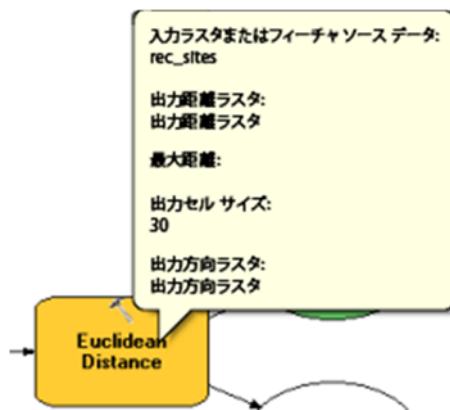 入力ラスタまたはフィーチャ ソース データ:
rec_sites
出力距離ラスタ:
出力距離ラスタ
最大距離:
出力セル サイズ:
30
出力方向ラスタ:
出力方向ラスタ
Euclidean
Distance